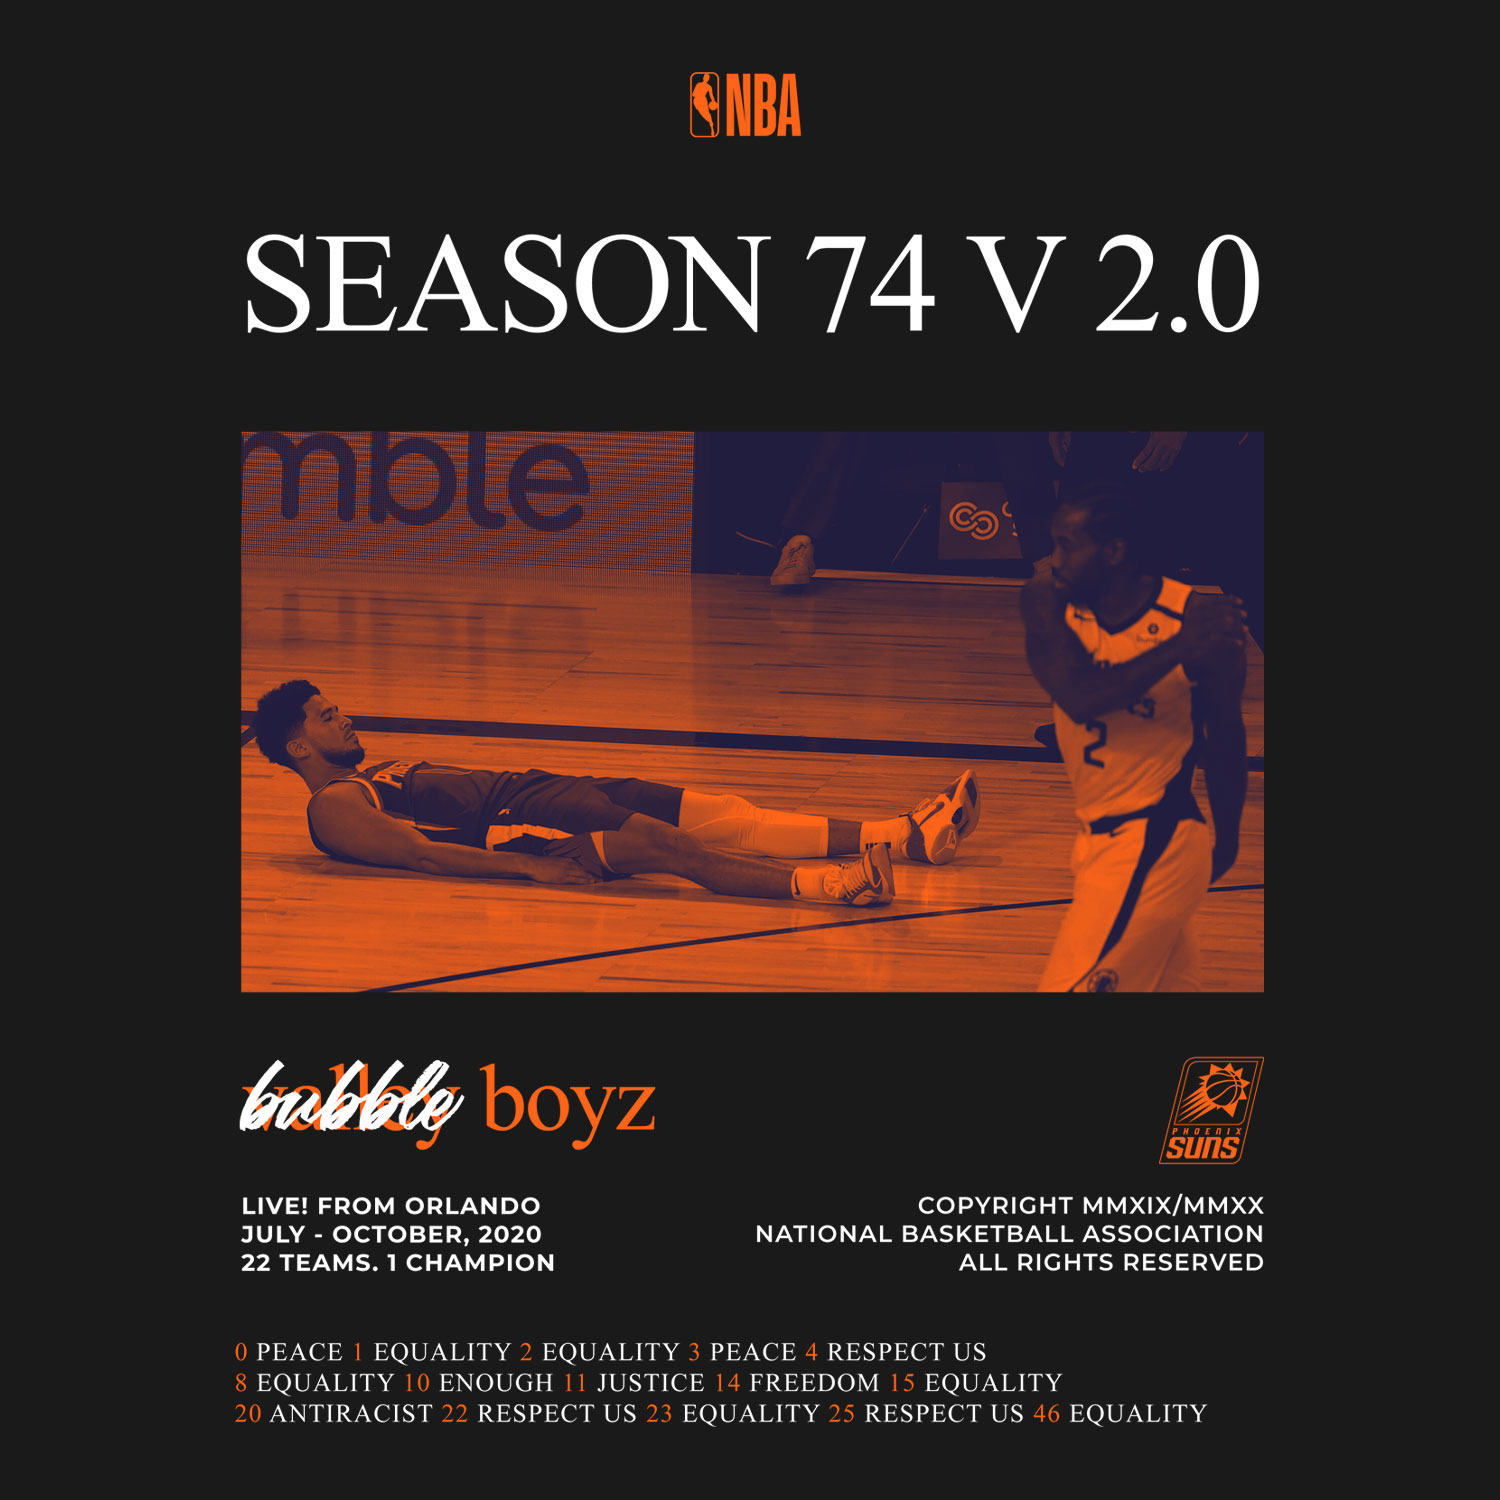 NBA
SEASON 74 V 2.0
mble
2
valley bubble boyz
PHOENIX
SUNS
LIVE! FROM ORLANDO
JULY - OCTOBER, 2020
22 TEAMS. 1 CHAMPION
COPYRIGHT MMXIX/MMXX
NATIONAL BASKETBALL ASSOCIATION
ALL RIGHTS RESERVED
0 PEACE 1 EQUALITY 2 EQUALITY 3 PEACE 4 RESPECT US
8 EQUALITY 10 ENOUGH 11 JUSTICE 14 FREEDOM 15 EQUALITY
20 ANTIRACIST 22 RESPECT US 23 EQUALITY 25 RESPECT US 46 EQUALITY